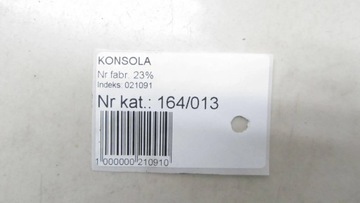 KONSOLA
Nr fabr. 23%
Indeks: 021091
Nr kat.: 164/013
1 000000 210910